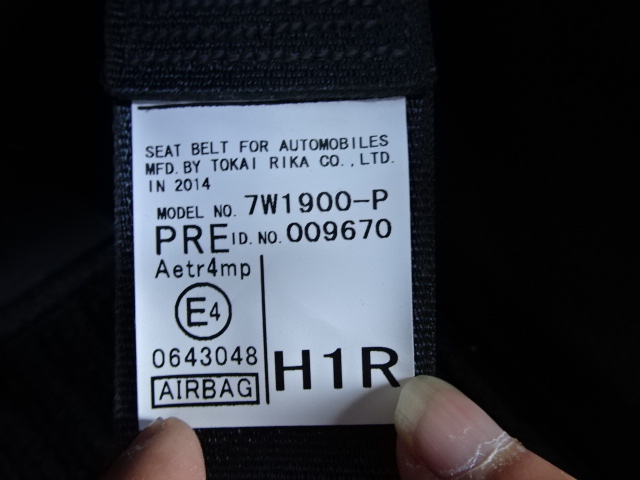 SEAT BELT FOR AUTOMOBILES
MFD. BY TOKAI RIKA CO., LTD.
IN 2014
MODEL NO. 7W1900-P
PRE ID. NO. 009670
Aetr4mp
E4
0643048
AIRBAG
H1R